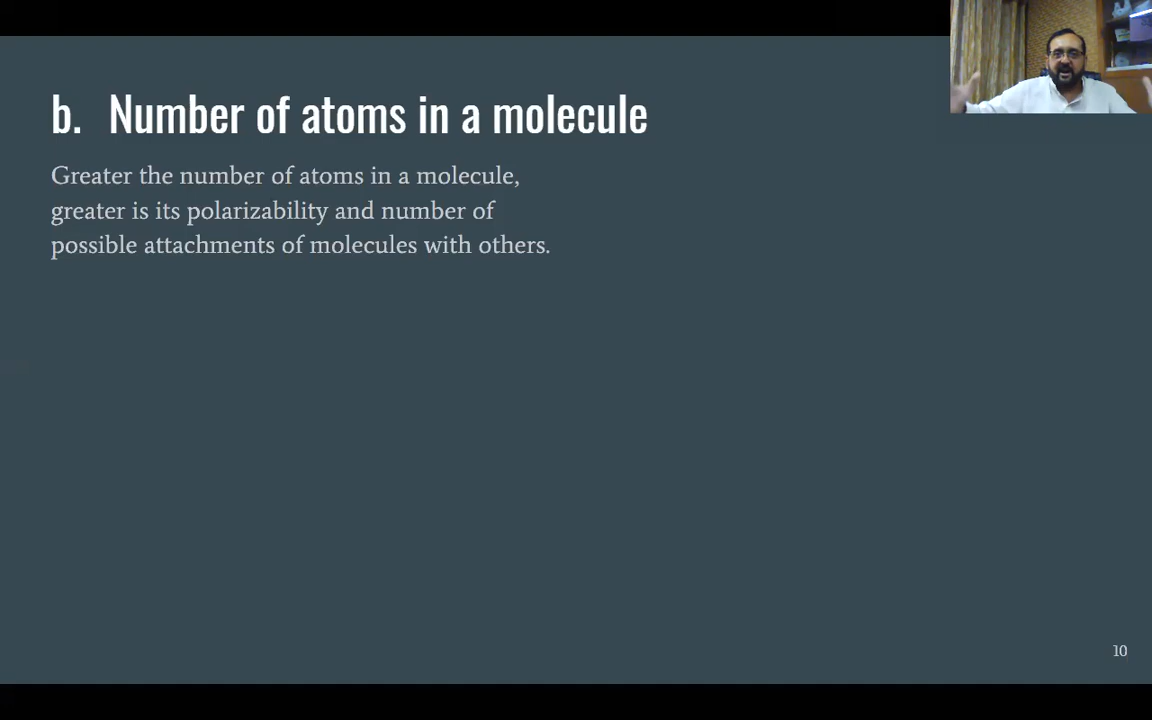 b. Number of atoms in a molecule
Greater the number of atoms in a molecule,
greater is its polarizability and number of
possible attachments of molecules with others.
10